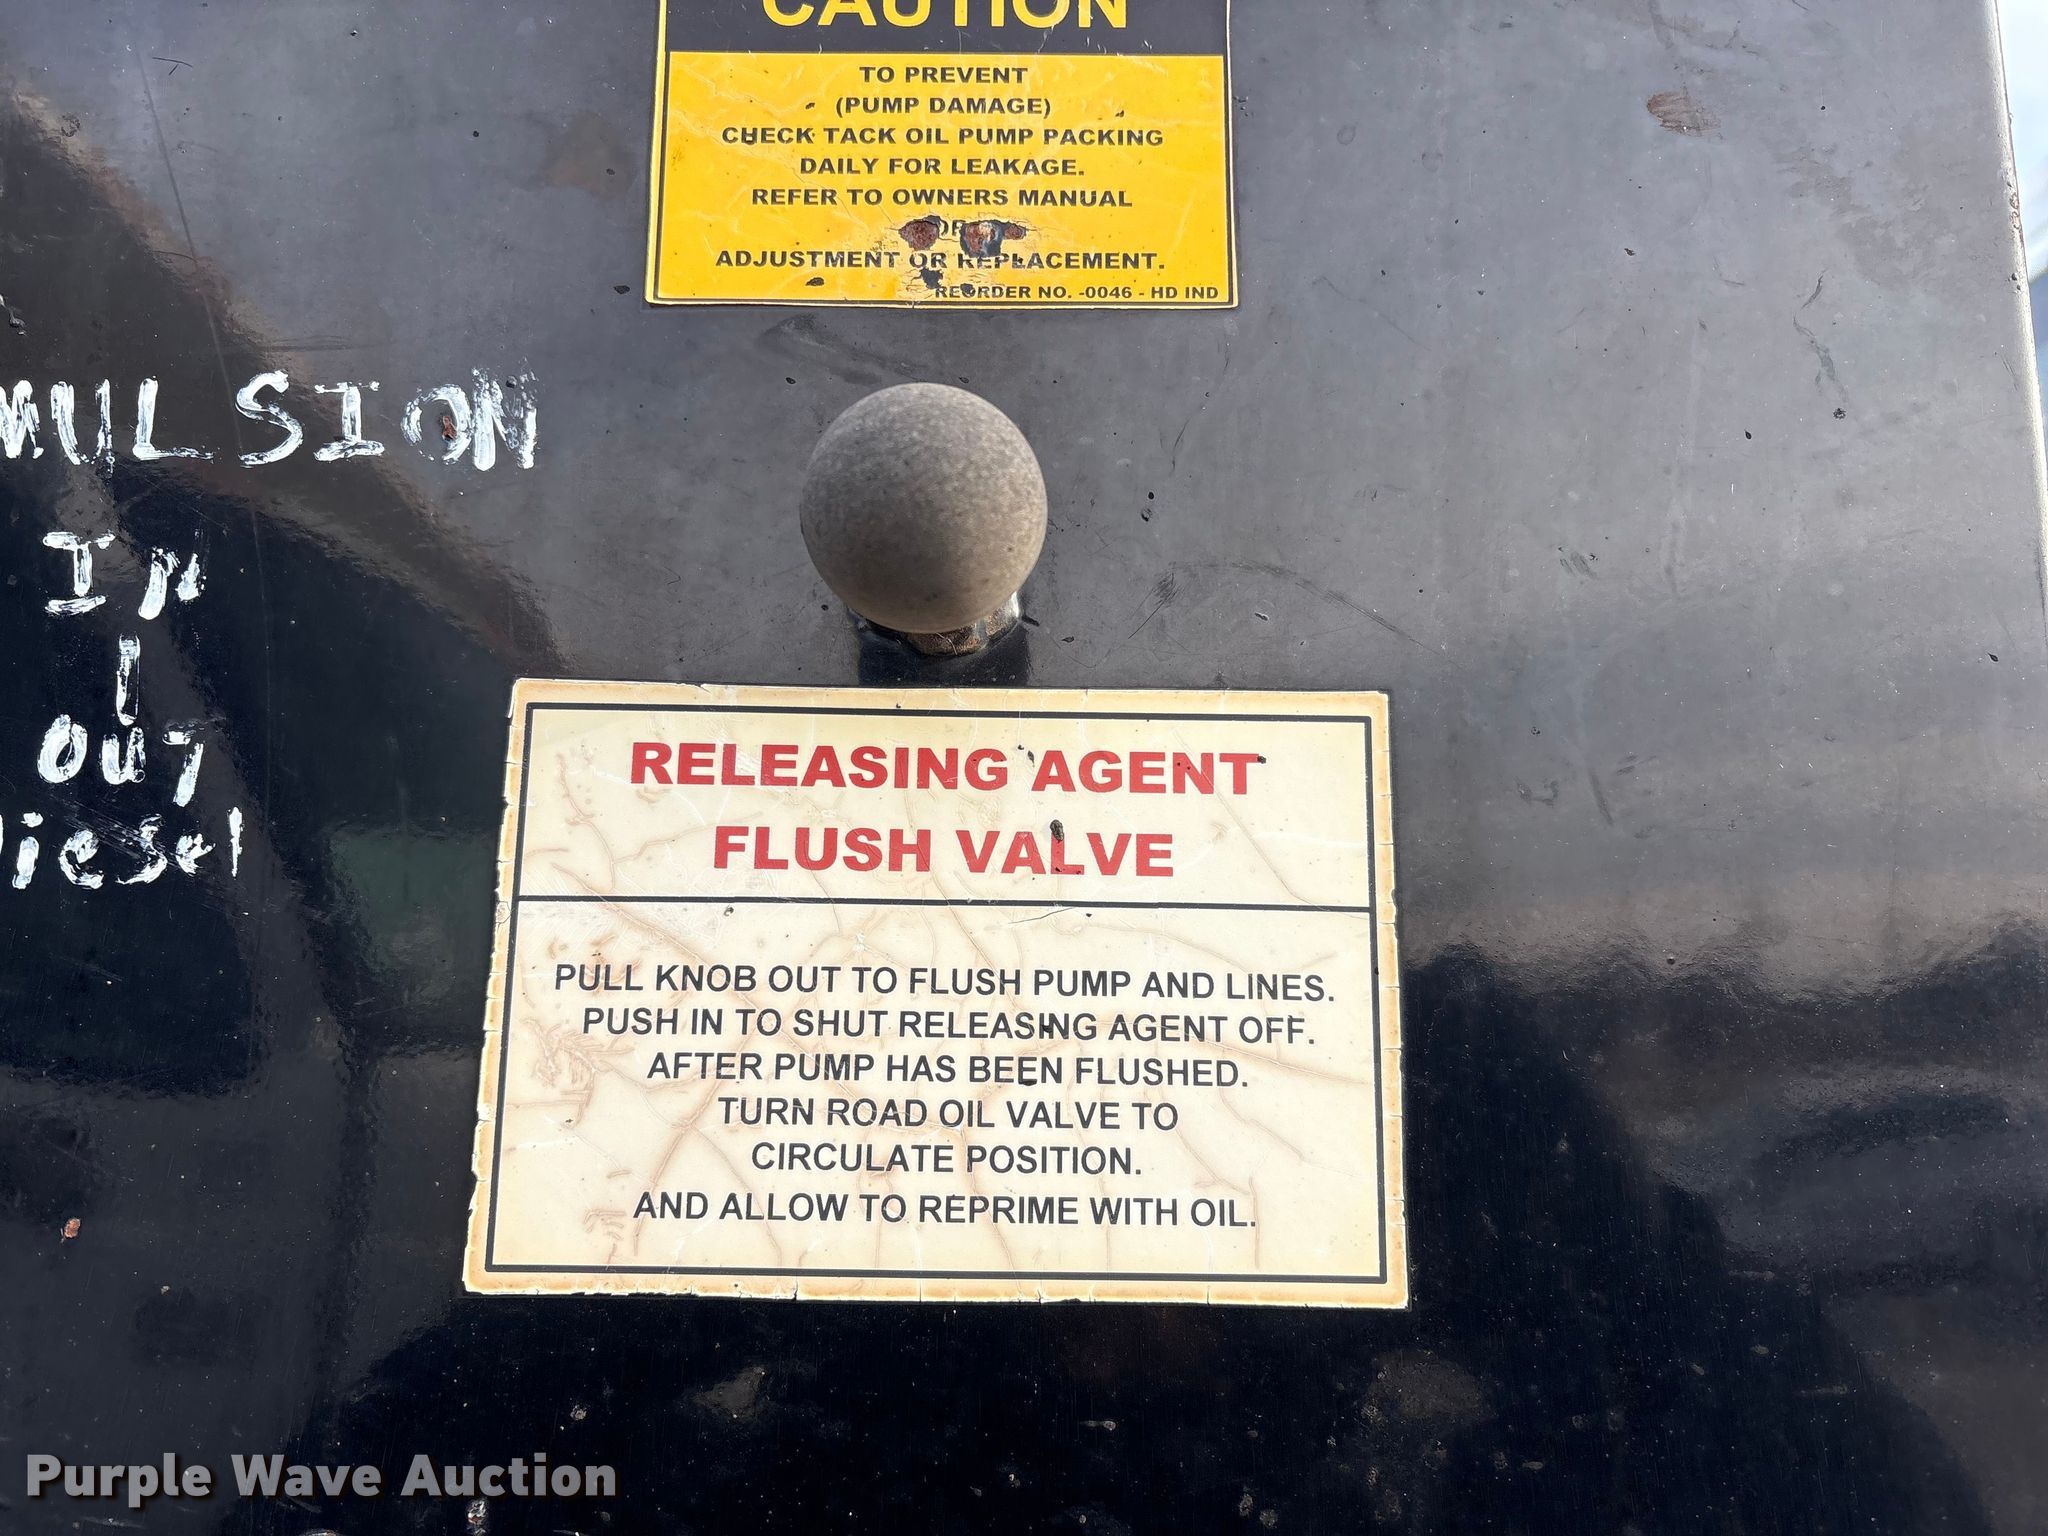 CAUTION
TO PREVENT
(PUMP DAMAGE)
CHECK TACK OIL PUMP PACKING
DAILY FOR LEAKAGE.
REFER TO OWNERS MANUAL
ADJUSTMENT OR REPLACEMENT.
REORDER NO. -0046 - HD IND
MULSION
IN
OUT
diesel
RELEASING AGENT
FLUSH VALVE
PULL KNOB OUT TO FLUSH PUMP AND LINES.
PUSH IN TO SHUT RELEASING AGENT OFF.
AFTER PUMP HAS BEEN FLUSHED.
TURN ROAD OIL VALVE TO
CIRCULATE POSITION.
AND ALLOW TO REPRIME WITH OIL.
Purple Wave Auction